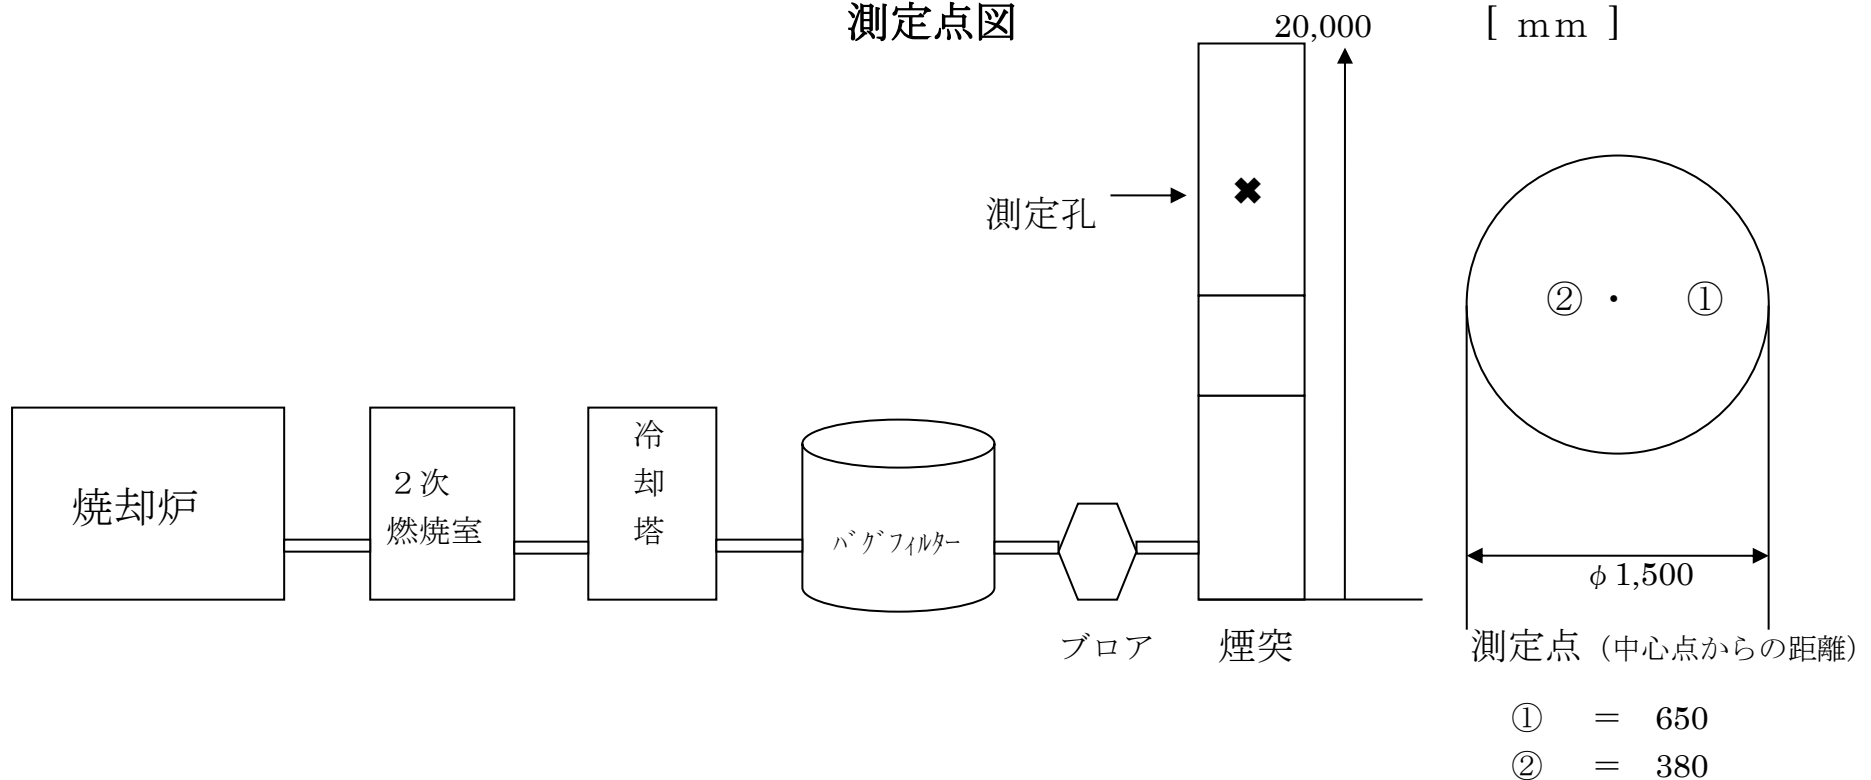 測定点図
20,000
[ mm ]
測定孔
② ・ ①
焼却炉
２次
燃焼室
冷
却
塔
ﾊﾞｸﾞﾌｨﾙﾀｰ
φ1,500
ブロア
煙突
測定点（中心点からの距離）
① ＝ 650
② ＝ 380